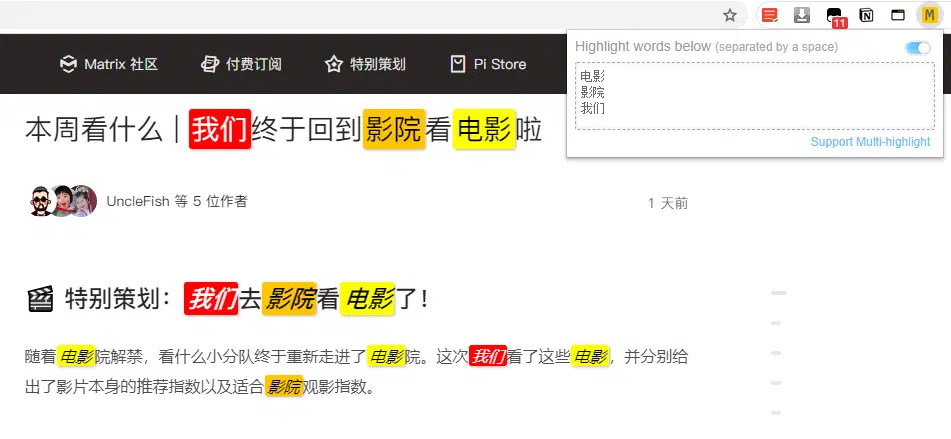 M
11
Highlight words below (separated by a space)
电影
影院
我们
Support Multi-highlight
Matrix 社区 付费订阅 特别策划 Pi Store
本周看什么 | 我们终于回到影院看电影啦
UncleFish 等 5 位作者 1 天前
特别策划：我们去影院看电影了！
随着电影院解禁，看什么小分队终于重新走进了电影院。这次我们看了这些电影，并分别给
出了影片本身的推荐指数以及适合影院观影指数。